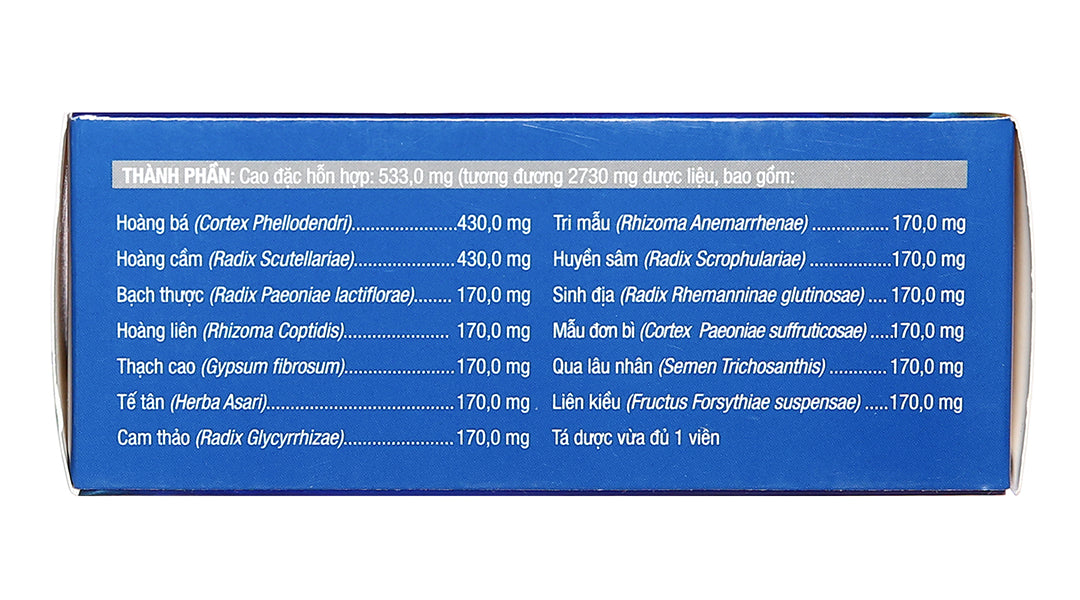 THÀNH PHẦN: Cao đặc hỗn hợp: 533,0 mg (tương đương 2730 mg dược liệu, bao gồm:
Hoàng bá (Cortex Phellodendri)......................430,0 mg
Hoàng cầm (Radix Scutellariae).....................430,0 mg
Bạch thược (Radix Paeoniae lactiflorae)........ 170,0 mg
Hoàng liên (Rhizoma Coptidis)...................... 170,0 mg
Thạch cao (Gypsum fibrosum).......................170,0 mg
Tế tân (Herba Asari)........................................170,0 mg
Cam thảo (Radix Glycyrrhizae).......................170,0 mg
Tri mẫu (Rhizoma Anemarrhenae) ................ 170,0 mg
Huyền sâm (Radix Scrophulariae) .................170,0 mg
Sinh địa (Radix Rhemanninae glutinosae) .... 170,0 mg
Mẫu đơn bì (Cortex Paeoniae suffruticosae) .....170,0 mg
Qua lâu nhân (Semen Trichosanthis) ............ 170,0 mg
Liên kiều (Fructus Forsythiae suspensae) .....170,0 mg
Tá dược vừa đủ 1 viên